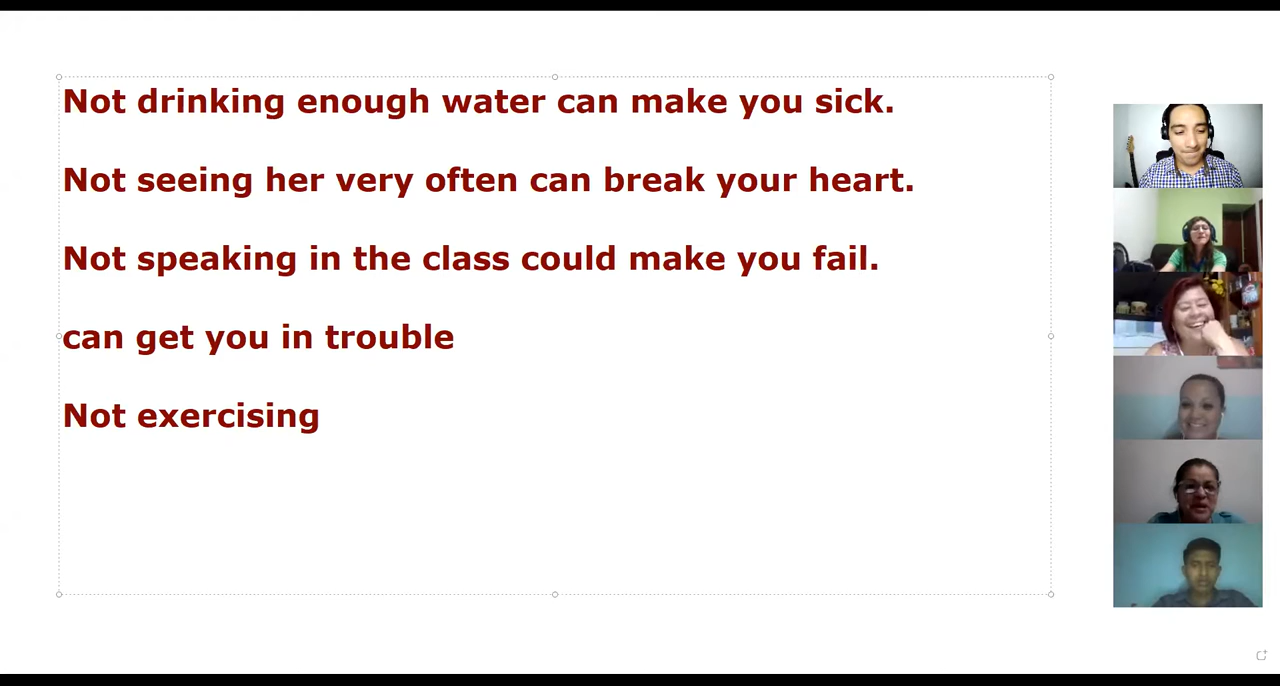 Not drinking enough water can make you sick.
Not seeing her very often can break your heart.
Not speaking in the class could make you fail.
can get you in trouble
Not exercising